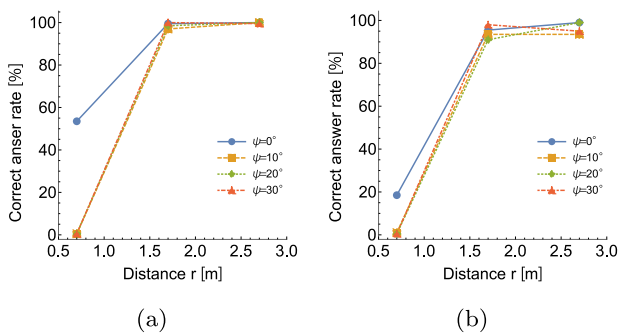 100
80
60
40
20
0
Correct anser rate [%]
ψ=0°
ψ=10°
ψ=20°
ψ=30°
0.5 1.0 1.5 2.0 2.5 3.0
Distance r [m]
(a)
100
80
60
40
20
0
Correct answer rate [%]
ψ=0°
ψ=10°
ψ=20°
ψ=30°
0.5 1.0 1.5 2.0 2.5 3.0
Distance r [m]
(b)